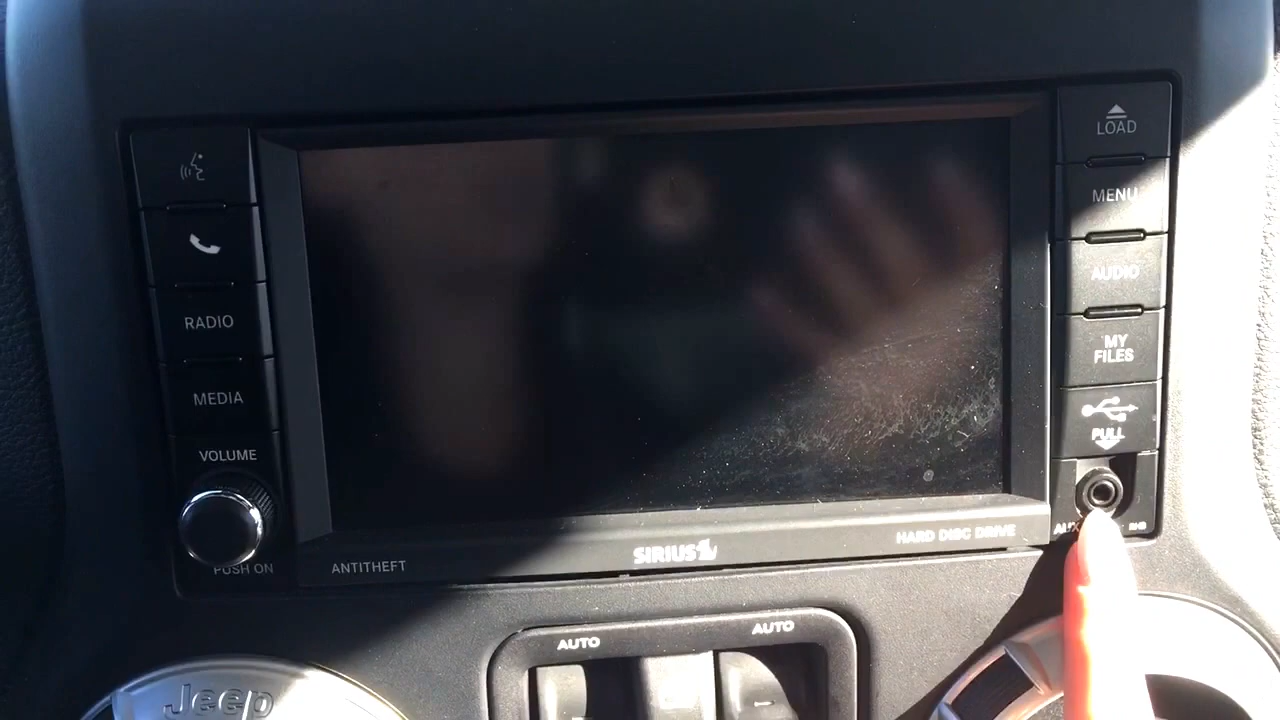 LOAD
MENU
AUDIO
MY
FILES
PULL
RADIO
MEDIA
VOLUME
PUSH ON
ANTITHEFT
SIRIUS
HARD DISC DRIVE
AUTO
AUTO
Jeep